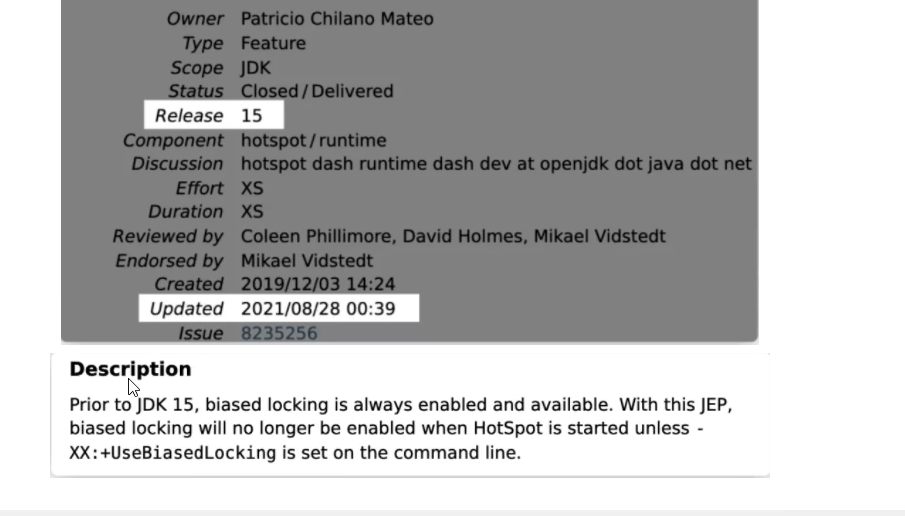 Owner Patricio Chilano Mateo
Type Feature
Scope JDK
Status Closed / Delivered
Release 15
Component hotspot / runtime
Discussion hotspot dash runtime dash dev at openjdk dot java dot net
Effort XS
Duration XS
Reviewed by Coleen Phillimore, David Holmes, Mikael Vidstedt
Endorsed by Mikael Vidstedt
Created 2019/12/03 14:24
Updated 2021/08/28 00:39
Issue 8235256
Description
Prior to JDK 15, biased locking is always enabled and available. With this JEP,
biased locking will no longer be enabled when HotSpot is started unless -
XX:+UseBiasedLocking is set on the command line.